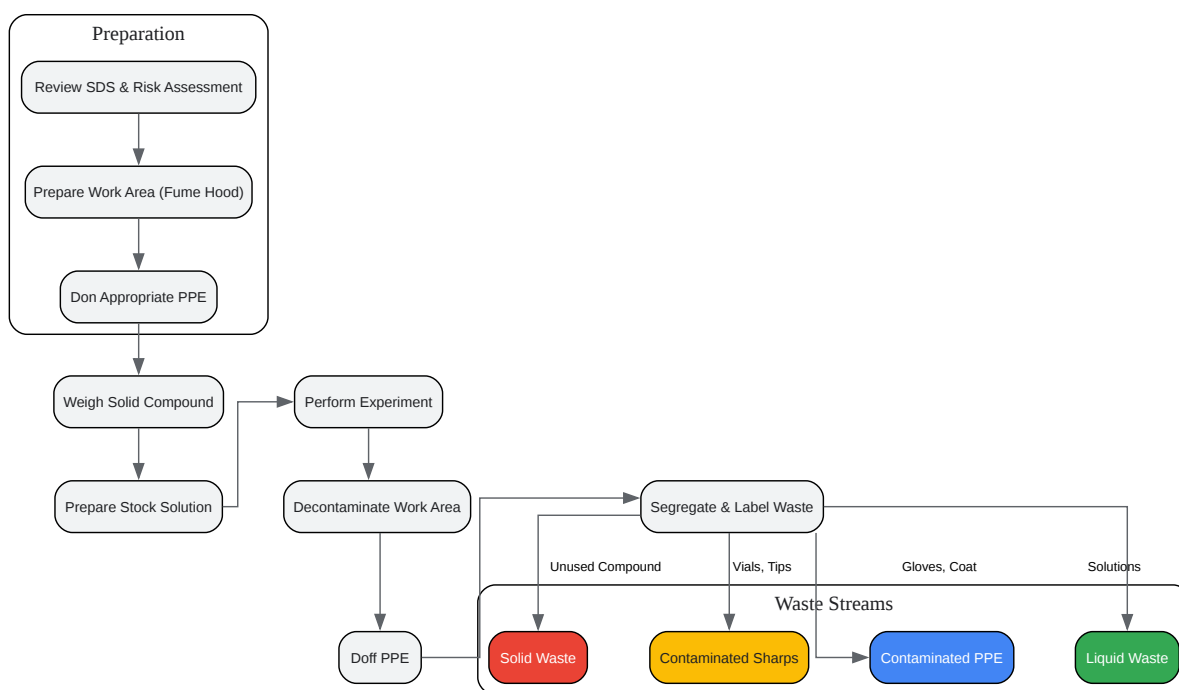 Preparation
Review SDS & Risk Assessment
Prepare Work Area (Fume Hood)
Don Appropriate PPE
Weigh Solid Compound
Perform Experiment
Prepare Stock Solution
Decontaminate Work Area
Segregate & Label Waste
Unused Compound
Vials, Tips
Gloves, Coat
Solutions
Waste Streams
Doff PPE
Solid Waste
Contaminated Sharps
Contaminated PPE
Liquid Waste